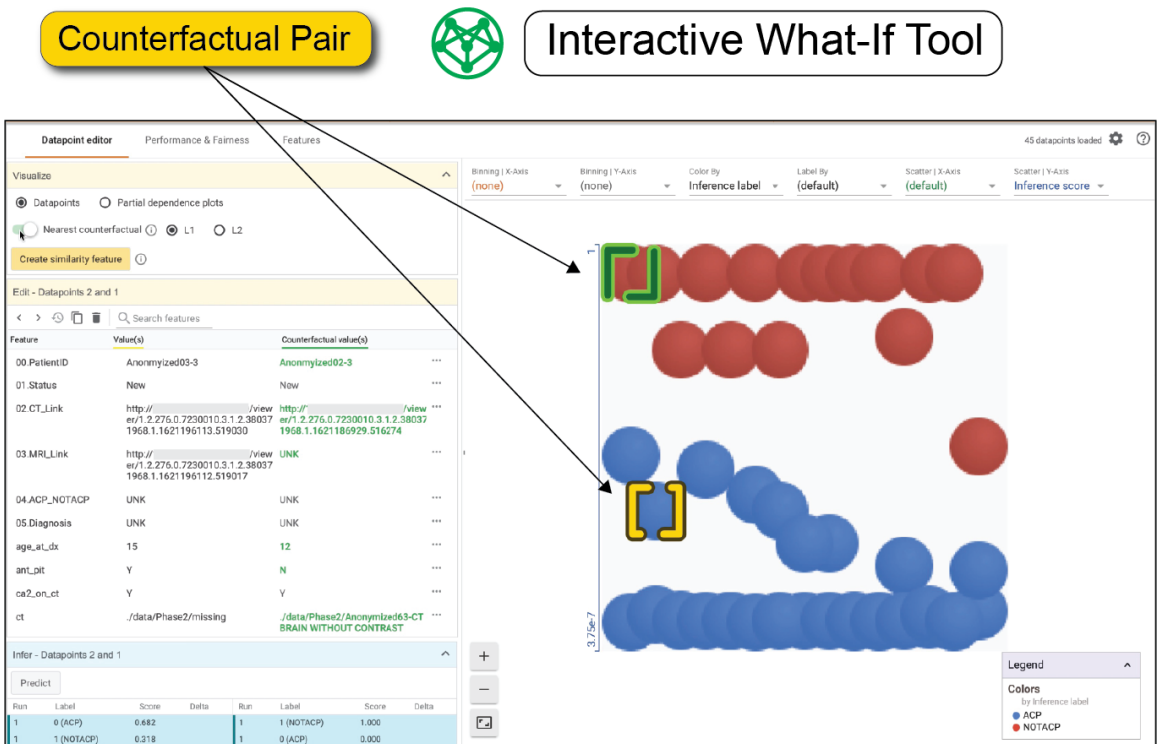 Counterfactual Pair
Interactive What-If Tool
Datapoint editor
Performance & Fairness
Features
45 datapoints loaded
Visualize
Datapoints
Partial dependence plots
Nearest counterfactual
L1
L2
Create similarity feature
Edit - Datapoints 2 and 1
Search features
Feature Value(s) Counterfactual value(s)
00.PatientID Anonmyized03-3 Anonmyized02-3
01.Status New New
02.CT_Link http:// /view http:// /view
er/1.2.276.0.7230010.3.1.2.38037 er/1.2.276.0.7230010.3.1.2.38037
1968.1.1621196113.519030 1968.1.1621186929.516274
03.MRI_Link http:// /view UNK
er/1.2.276.0.7230010.3.1.2.38037
1968.1.1621196112.519017
04.ACP_NOTACP UNK UNK
05.Diagnosis UNK UNK
age_at_dx 15 12
ant_pit Y N
ca2_on_ct Y Y
ct ./data/Phase2/missing ./data/Phase2/Anonymized63-CT
BRAIN WITHOUT CONTRAST
Infer - Datapoints 2 and 1
Predict
Run Label Score Delta Run Label Score Delta
1 0 (ACP) 0.682 1 1 (NOTACP) 1.000
1 1 (NOTACP) 0.318 1 0 (ACP) 0.000
Binning | X-Axis
(none)
Binning | Y-Axis
(none)
Color By
Inference label
Label By
(default)
Scatter | X-Axis
(default)
Scatter | Y-Axis
Inference score
1
3.75e-7
Legend
Colors
by Inference label
ACP
NOTACP